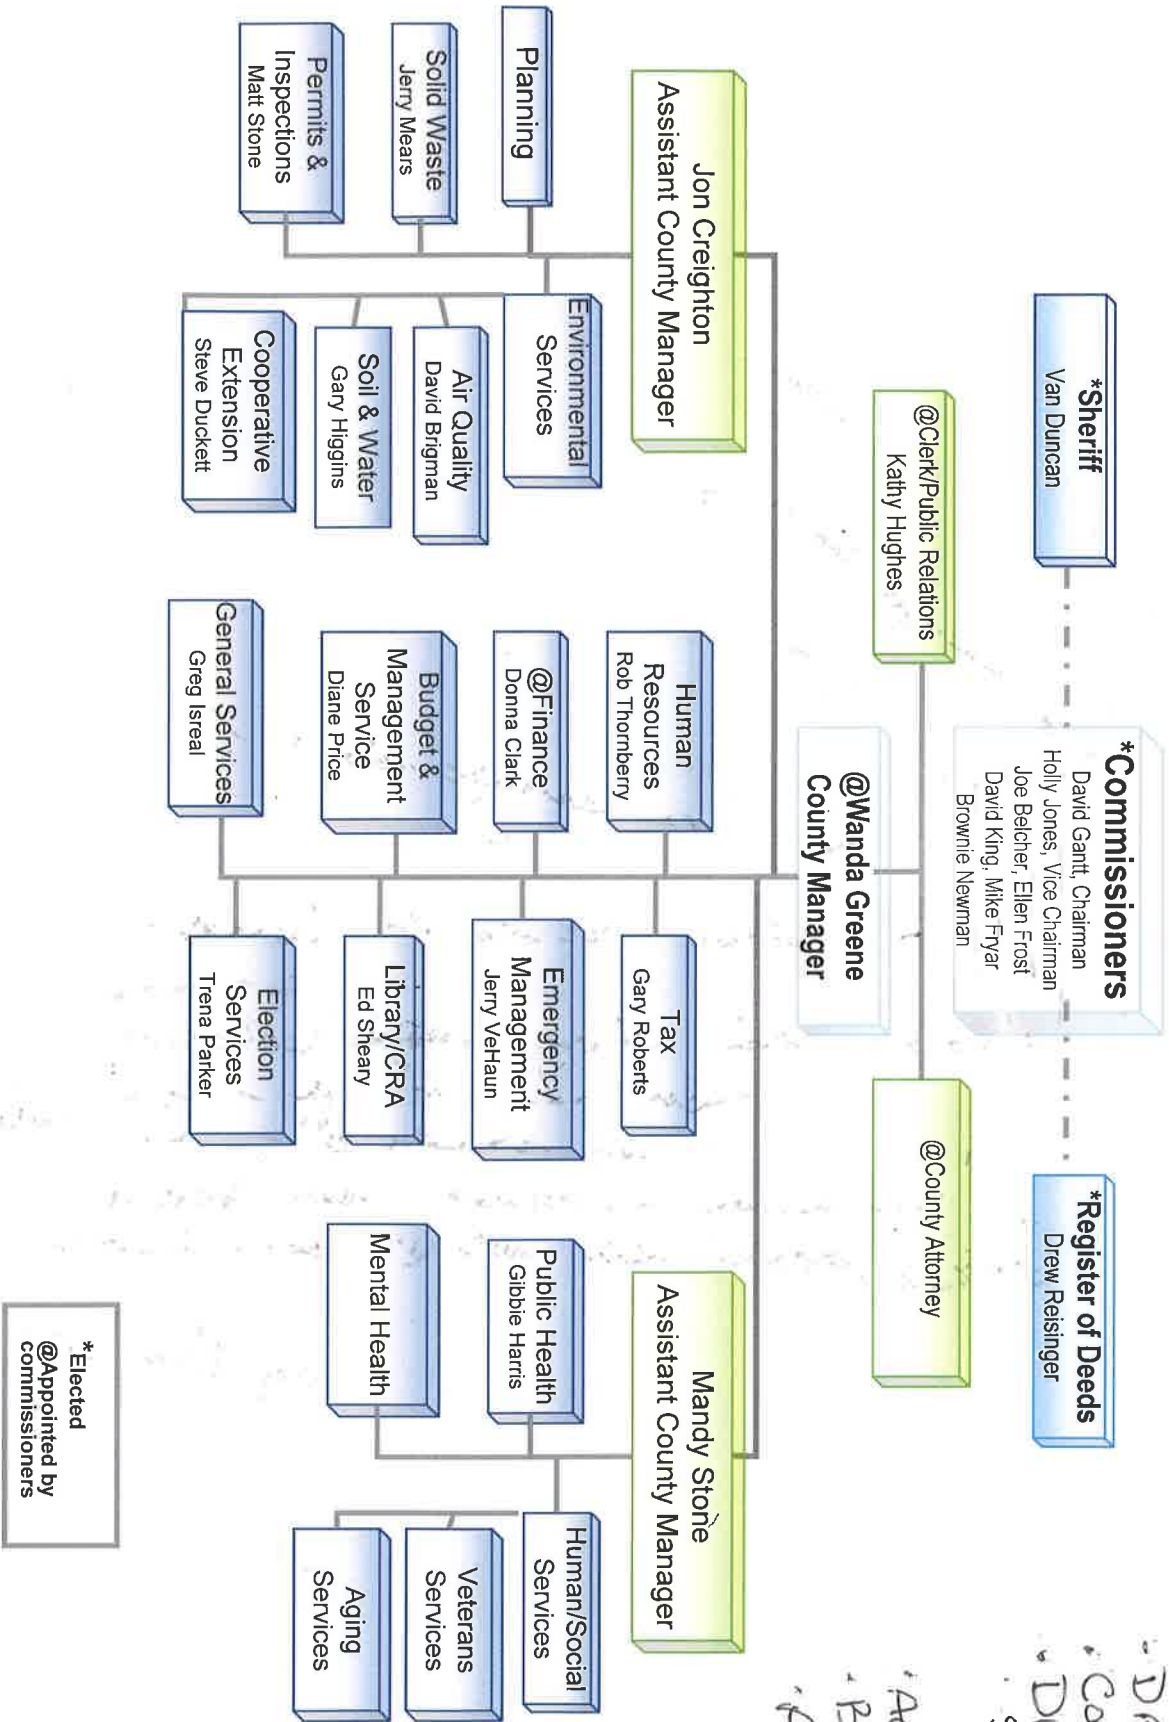 *Sheriff
Van Duncan
*Commissioners
David Gantt, Chairman
Holly Jones, Vice Chairman
Joe Belcher, Ellen Frost
David King, Mike Fryar
Brownie Newman
*Register of Deeds
Drew Reisinger
@Clerk/Public Relations
Kathy Hughes
@County Attorney
@Wanda Greene
County Manager
Jon Creighton
Assistant County Manager
Planning
Solid Waste
Jerry Mears
Permits &
Inspections
Matt Stone
Environmental
Services
Air Quality
David Brigman
Soil & Water
Gary Higgins
Cooperative
Extension
Steve Duckett
Human
Resources
Rob Thornberry
@Finance
Donna Clark
Budget &
Management
Service
Diane Price
General Services
Greg Isreal
Tax
Gary Roberts
Emergency
Management
Jerry VeHaun
Library/CRA
Ed Sheary
Election
Services
Trena Parker
Mandy Stone
Assistant County Manager
Public Health
Gibbie Harris
Mental Health
Human/Social
Services
Veterans
Services
Aging
Services
*Elected
@Appointed by
commissioners